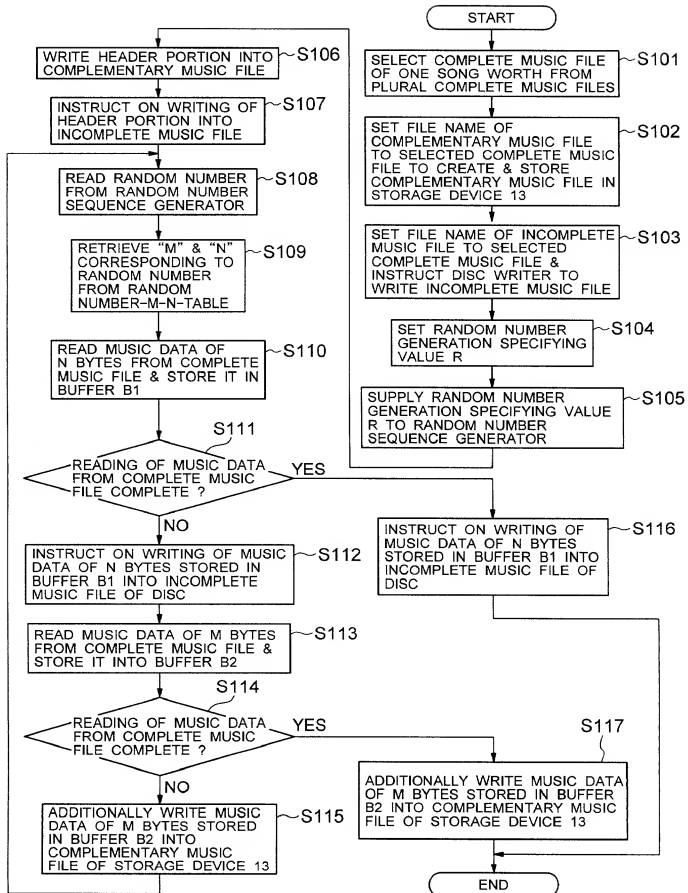 START
SELECT COMPLETE MUSIC FILE
OF ONE SONG WORTH FROM
PLURAL COMPLETE MUSIC FILES
S101
SET FILE NAME OF
COMPLEMENTARY MUSIC FILE
TO SELECTED COMPLETE MUSIC
FILE TO CREATE & STORE
COMPLEMENTARY MUSIC FILE IN
STORAGE DEVICE 13
S102
SET FILE NAME OF INCOMPLETE
MUSIC FILE TO SELECTED
COMPLETE MUSIC FILE &
INSTRUCT DISC WRITER TO
WRITE INCOMPLETE MUSIC FILE
S103
SET RANDOM NUMBER
GENERATION SPECIFYING
VALUE R
S104
SUPPLY RANDOM NUMBER
GENERATION SPECIFYING VALUE
R TO RANDOM NUMBER
SEQUENCE GENERATOR
S105
WRITE HEADER PORTION INTO
COMPLEMENTARY MUSIC FILE
S106
INSTRUCT ON WRITING OF
HEADER PORTION INTO
INCOMPLETE MUSIC FILE
S107
READ RANDOM NUMBER
FROM RANDOM NUMBER
SEQUENCE GENERATOR
S108
RETRIEVE "M" & "N"
CORRESPONDING TO
RANDOM NUMBER
FROM RANDOM
NUMBER-M-N-TABLE
S109
READ MUSIC DATA OF
N BYTES FROM COMPLETE
MUSIC FILE & STORE IT IN
BUFFER B1
S110
S111
READING OF MUSIC DATA
FROM COMPLETE MUSIC
FILE COMPLETE ?
YES
NO
INSTRUCT ON WRITING OF MUSIC
DATA OF N BYTES STORED IN
BUFFER B1 INTO INCOMPLETE
MUSIC FILE OF DISC
S112
READ MUSIC DATA OF M BYTES
FROM COMPLETE MUSIC FILE &
STORE IT INTO BUFFER B2
S113
S114
READING OF MUSIC DATA
FROM COMPLETE MUSIC
FILE COMPLETE ?
YES
NO
ADDITIONALLY WRITE MUSIC
DATA OF M BYTES STORED
IN BUFFER B2 INTO
COMPLEMENTARY MUSIC
FILE OF STORAGE DEVICE 13
S115
INSTRUCT ON WRITING OF
MUSIC DATA OF N BYTES
STORED IN BUFFER B1 INTO
INCOMPLETE MUSIC FILE OF
DISC
S116
S117
ADDITIONALLY WRITE MUSIC DATA
OF M BYTES STORED IN BUFFER
B2 INTO COMPLEMENTARY MUSIC
FILE OF STORAGE DEVICE 13
END